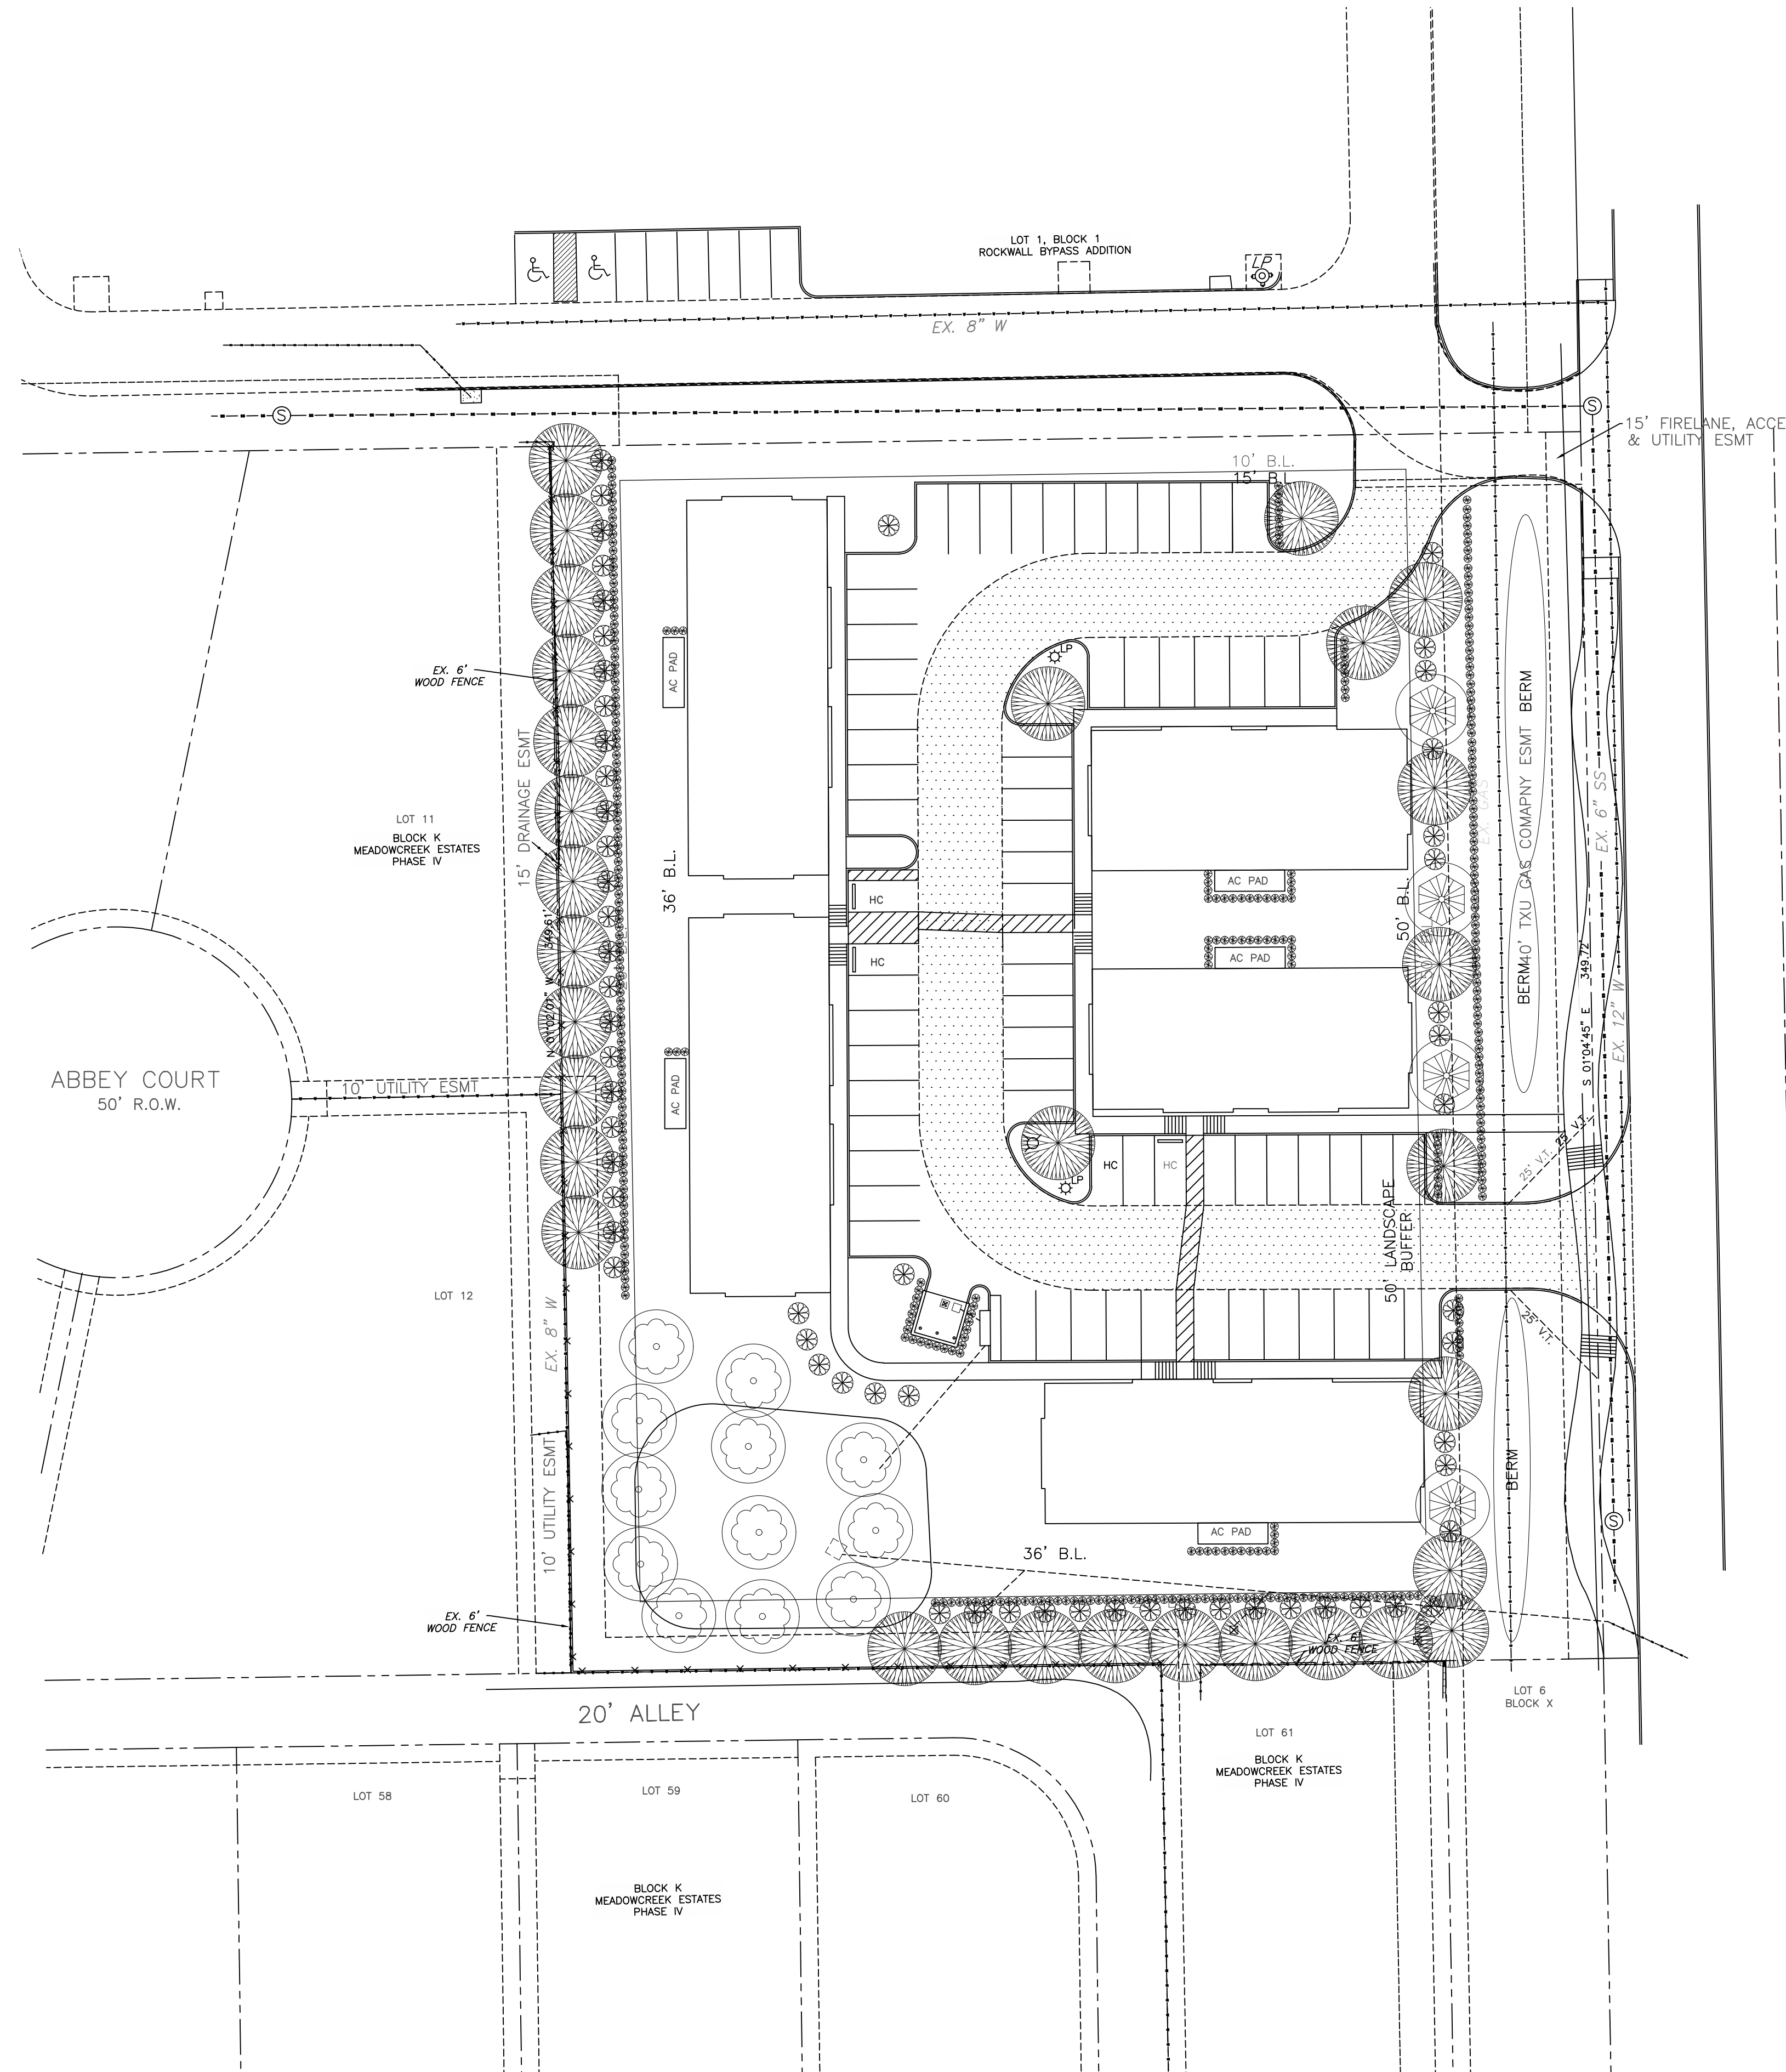 LOT 1, BLOCK 1
ROCKWALL BYPASS ADDITION
LP
EX. 8" W
S
S
15' FIRELANE, ACCE
& UTILITY ESMT
10' B.L.
15' B.L.
LP
EX. 6'
WOOD FENCE
AC PAD
15' DRAINAGE ESMT
LOT 11
BLOCK K
MEADOWCREEK ESTATES
PHASE IV
36' B.L.
349.61'
N 01°02'01" W
HC
HC
AC PAD
AC PAD
50' B.L.
EX. GAS
BERM
40' TXU GAS COMAPNY ESMT
BERM
EX. 6" SS
349.72'
S 01°04'45" E
EX. 12" W
ABBEY COURT
50' R.O.W.
10' UTILITY ESMT
AC PAD
25' V.T.
25' V.T.
HC
HC
LP
50' LANDSCAPE
BUFFER
LOT 12
EX. 8" W
25' V.T.
BERM
10' UTILITY ESMT
AC PAD
S
36' B.L.
EX. 6'
WOOD FENCE
EX. 6'
WOOD FENCE
20' ALLEY
LOT 6
BLOCK X
LOT 61
BLOCK K
MEADOWCREEK ESTATES
PHASE IV
LOT 58
LOT 59
LOT 60
BLOCK K
MEADOWCREEK ESTATES
PHASE IV